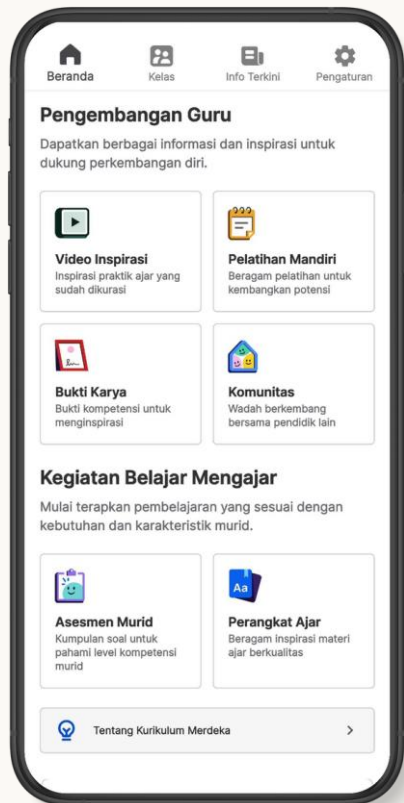 Beranda
Kelas
Info Terkini
Pengaturan
Pengembangan Guru
Dapatkan berbagai informasi dan inspirasi untuk
dukung perkembangan diri.
Video Inspirasi
Inspirasi praktik ajar yang
sudah dikurasi
Pelatihan Mandiri
Beragam pelatihan untuk
kembangkan potensi
Bukti Karya
Bukti kompetensi untuk
menginspirasi
Komunitas
Wadah berkembang
bersama pendidik lain
Kegiatan Belajar Mengajar
Mulai terapkan pembelajaran yang sesuai dengan
kebutuhan dan karakteristik murid.
Asesmen Murid
Kumpulan soal untuk
pahami level kompetensi
murid
Aa
Perangkat Ajar
Beragam inspirasi materi
ajar berkualitas
Tentang Kurikulum Merdeka